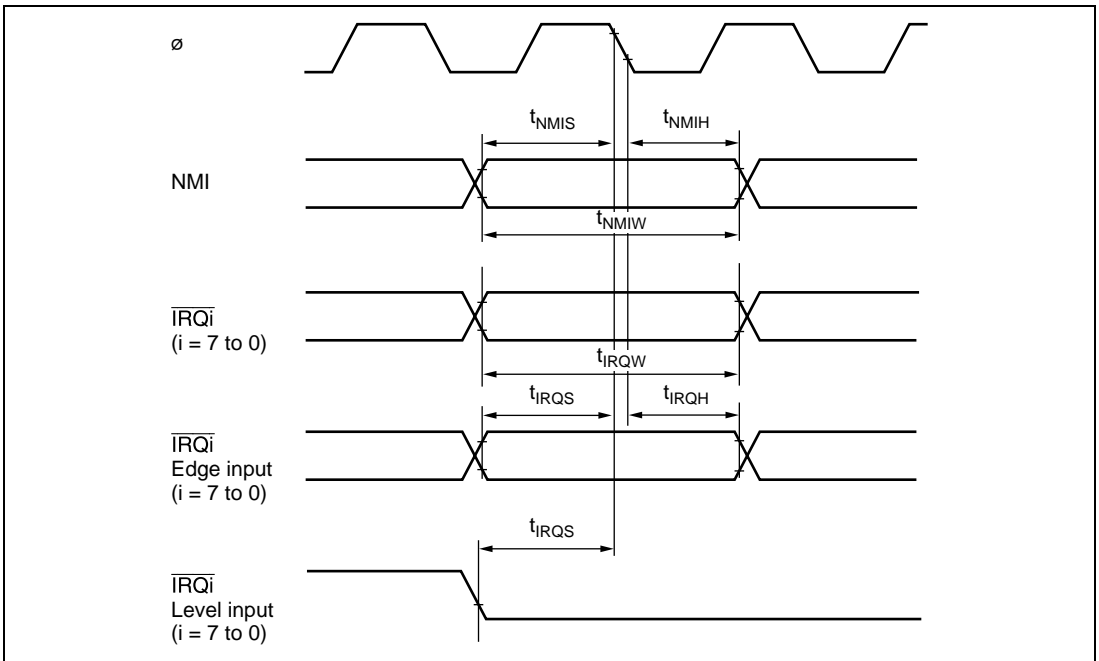 ø
tNMIS tNMIH
NMI
tNMIW
IRQi
(i = 7 to 0)
tIRQW
tIRQS tIRQH
IRQi
Edge input
(i = 7 to 0)
tIRQS
IRQi
Level input
(i = 7 to 0)